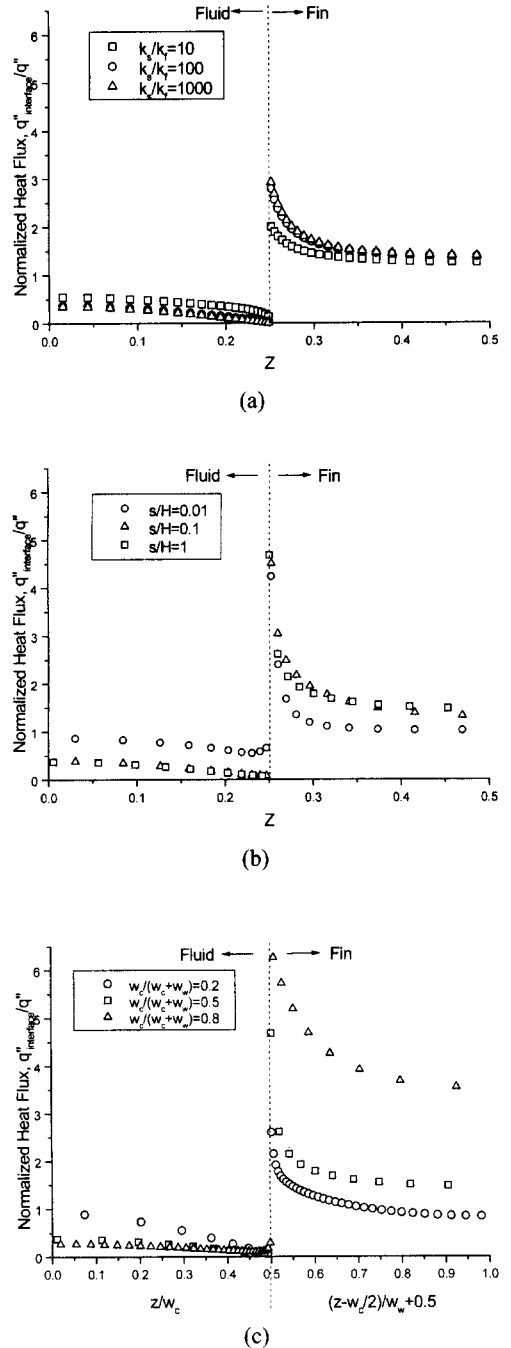 Fluid Fin
6
5
4
3
2
1
0
Normalized Heat Flux, q"interface/q"
ks/kf=10
ks/kf=100
ks/kf=1000
0.0 0.1 0.2 0.3 0.4 0.5
Z
(a)
Fluid Fin
6
5
4
3
2
1
0
Normalized Heat Flux, q"interface/q"
s/H=0.01
s/H=0.1
s/H=1
0.0 0.1 0.2 0.3 0.4 0.5
Z
(b)
Fluid Fin
6
5
4
3
2
1
0
Normalized Heat Flux, q"interface/q"
wc/(wc+ww)=0.2
wc/(wc+ww)=0.5
wc/(wc+ww)=0.8
0.0 0.1 0.2 0.3 0.4 0.5 0.6 0.7 0.8 0.9 1.0
z/wc (z-wc/2)/ww+0.5
(c)